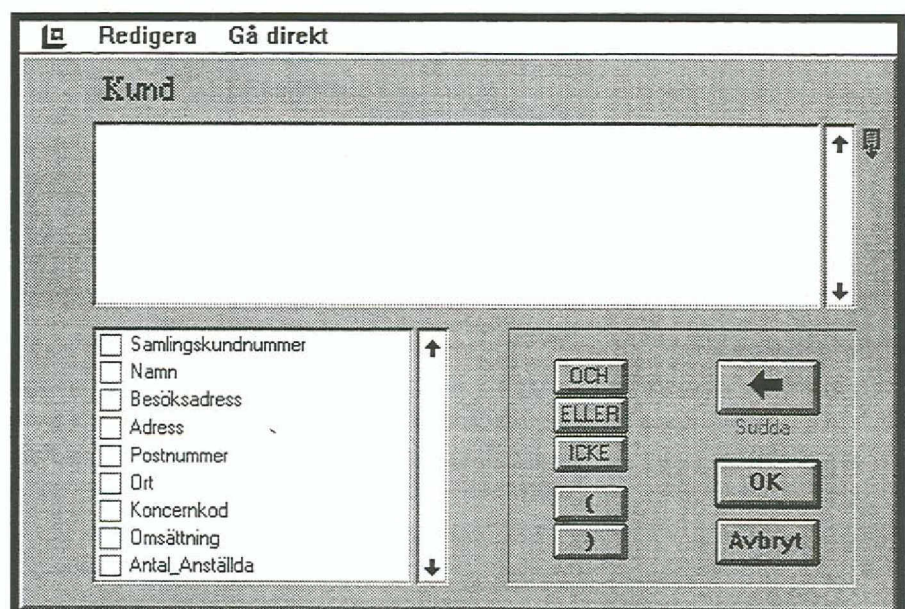 Redigera Gå direkt
Kund
Samlingskundnummer
Namn
Besöksadress
Adress
Postnummer
Ort
Koncernkod
Omsättning
Antal_Anställda
OCH
ELLER
ICKE
(
)
Sudda
OK
Avbryt